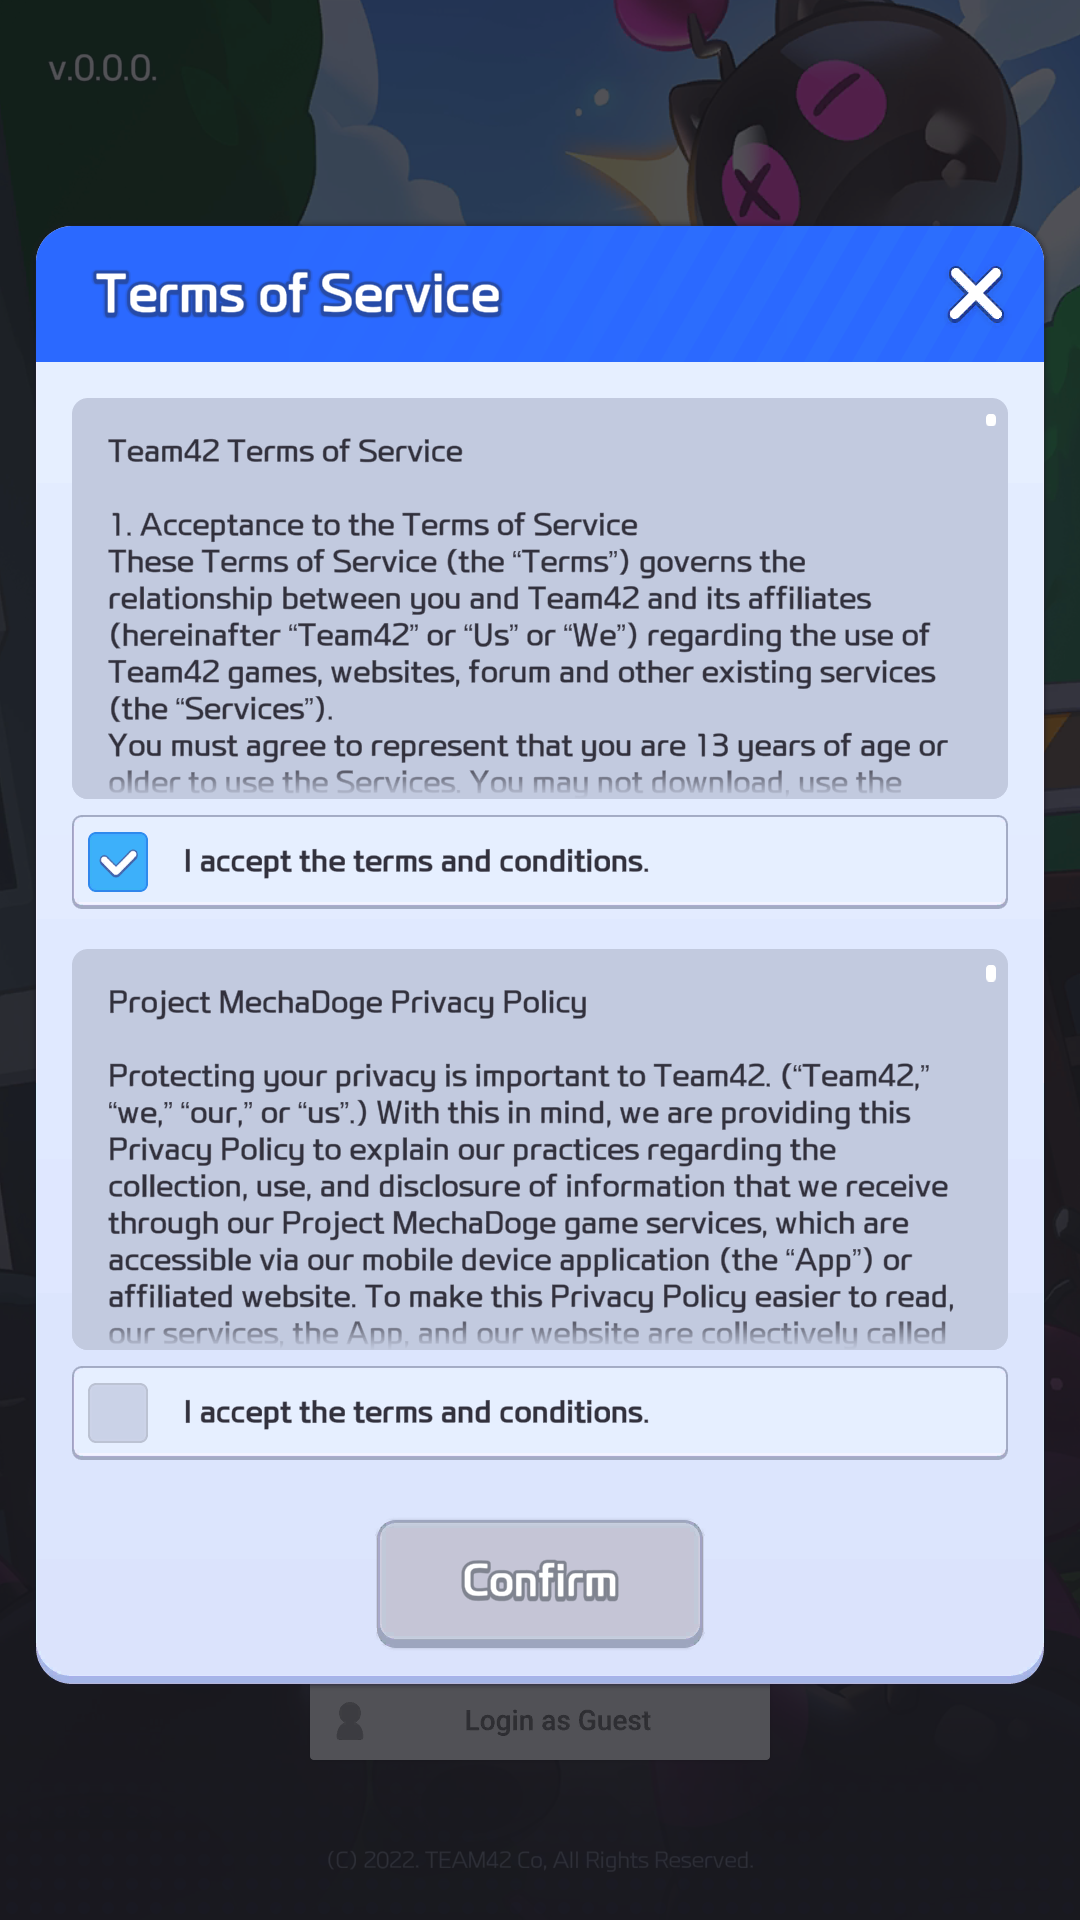 v.0.0.0.
Terms of Service
Team42 Terms of Service
1. Acceptance to the Terms of Service
These Terms of Service (the “Terms”) governs the
relationship between you and Team42 and its affiliates
(hereinafter “Team42” or “Us” or “We”) regarding the use of
Team42 games, websites, forum and other existing services
(the “Services”).
You must agree to represent that you are 13 years of age or
older to use the Services. You may not download, use the
I accept the terms and conditions.
Project MechaDoge Privacy Policy
Protecting your privacy is important to Team42. (“Team42,”
“we,” “our,” or “us”.) With this in mind, we are providing this
Privacy Policy to explain our practices regarding the
collection, use, and disclosure of information that we receive
through our Project MechaDoge game services, which are
accessible via our mobile device application (the “App”) or
affiliated website. To make this Privacy Policy easier to read,
our services, the App, and our website are collectively called
I accept the terms and conditions.
Confirm
Login as Guest
(C) 2022. TEAM42 Co, All Rights Reserved.